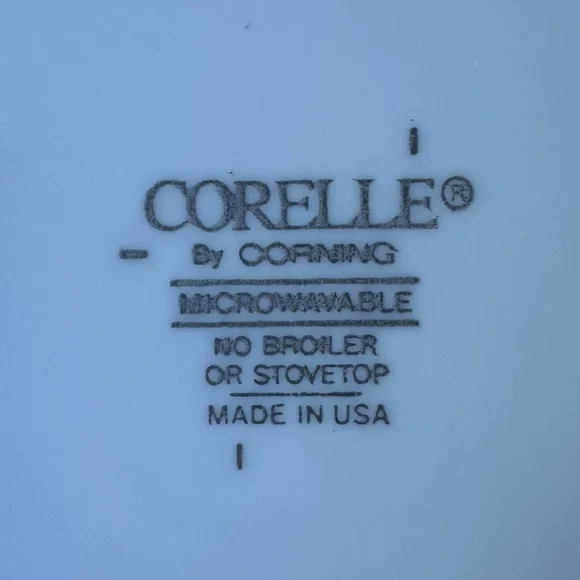 CORELLE®
By CORNING
MICROWAVABLE
NO BROILER
OR STOVETOP
MADE IN USA